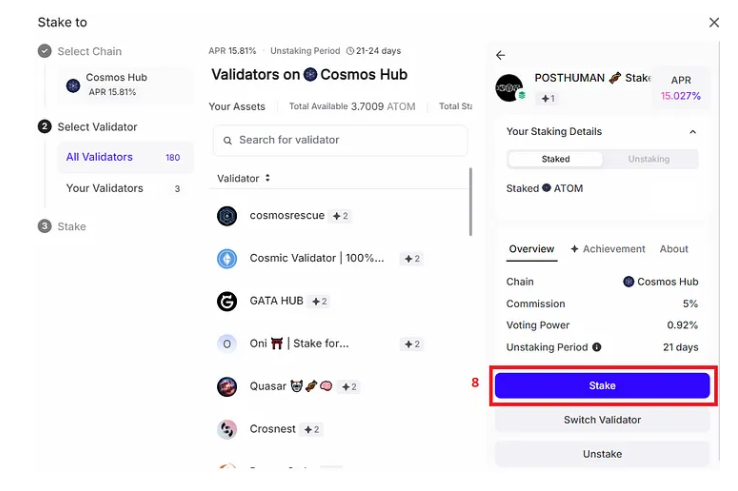 Stake to
Select Chain
Cosmos Hub
APR 15.81%
2 Select Validator
All Validators 180
Your Validators 3
3 Stake
APR 15.81% · Unstaking Period 21-24 days
Validators on Cosmos Hub
Your Assets Total Available 3.7009 ATOM Total Sta
Search for validator
Validator
cosmosrescue +2
Cosmic Validator | 100%... +2
GATA HUB +2
O Oni ⛩️ | Stake for... +2
Quasar +2
Crosnest +2
POSTHUMAN 🧬 Stake
+1
APR
15.027%
Your Staking Details
Staked Unstaking
Staked ATOM
Overview Achievement About
Chain Cosmos Hub
Commission 5%
Voting Power 0.92%
Unstaking Period 21 days
8 Stake
Switch Validator
Unstake